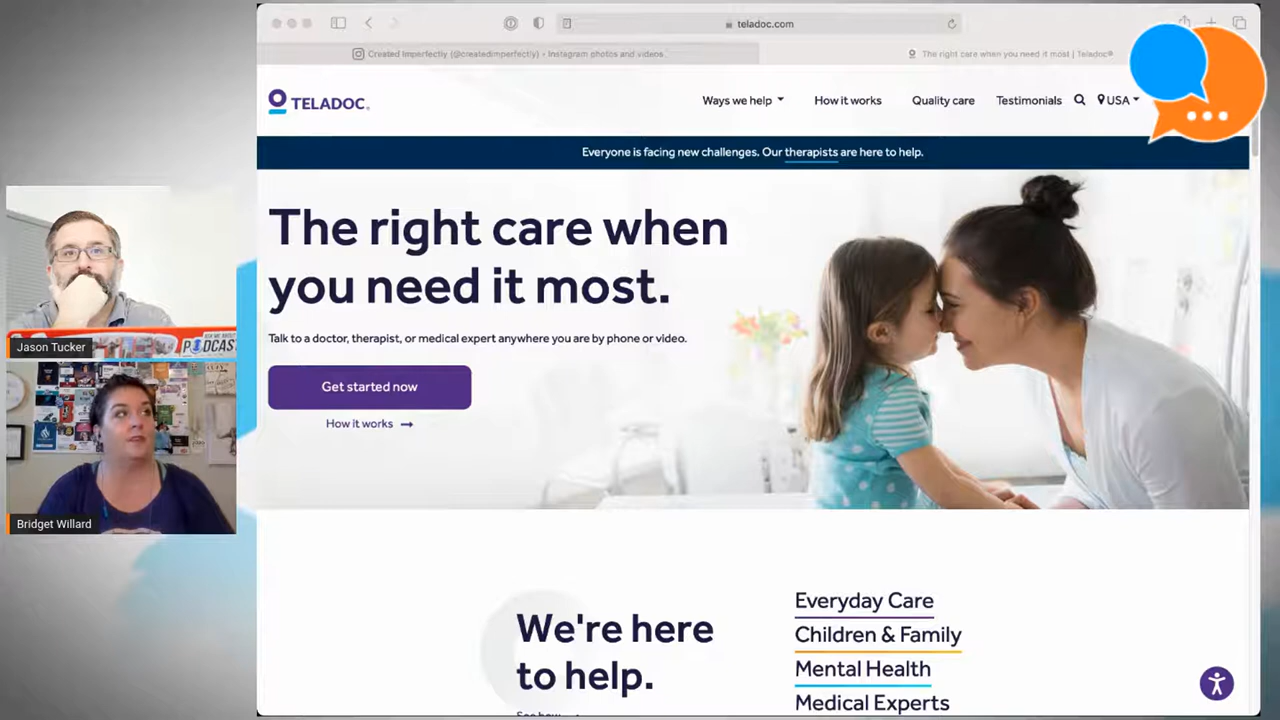 teladoc.com
Created Imperfectly (@createdimperfectly) • Instagram photos and videos
The right care when you need it most | Teladoc®
TELADOC®
Ways we help
How it works
Quality care
Testimonials
USA
Everyone is facing new challenges. Our therapists are here to help.
The right care when
you need it most.
Talk to a doctor, therapist, or medical expert anywhere you are by phone or video.
Get started now
How it works
Jason Tucker
PODCAST
Bridget Willard
We're here
to help.
Everyday Care
Children & Family
Mental Health
Medical Experts